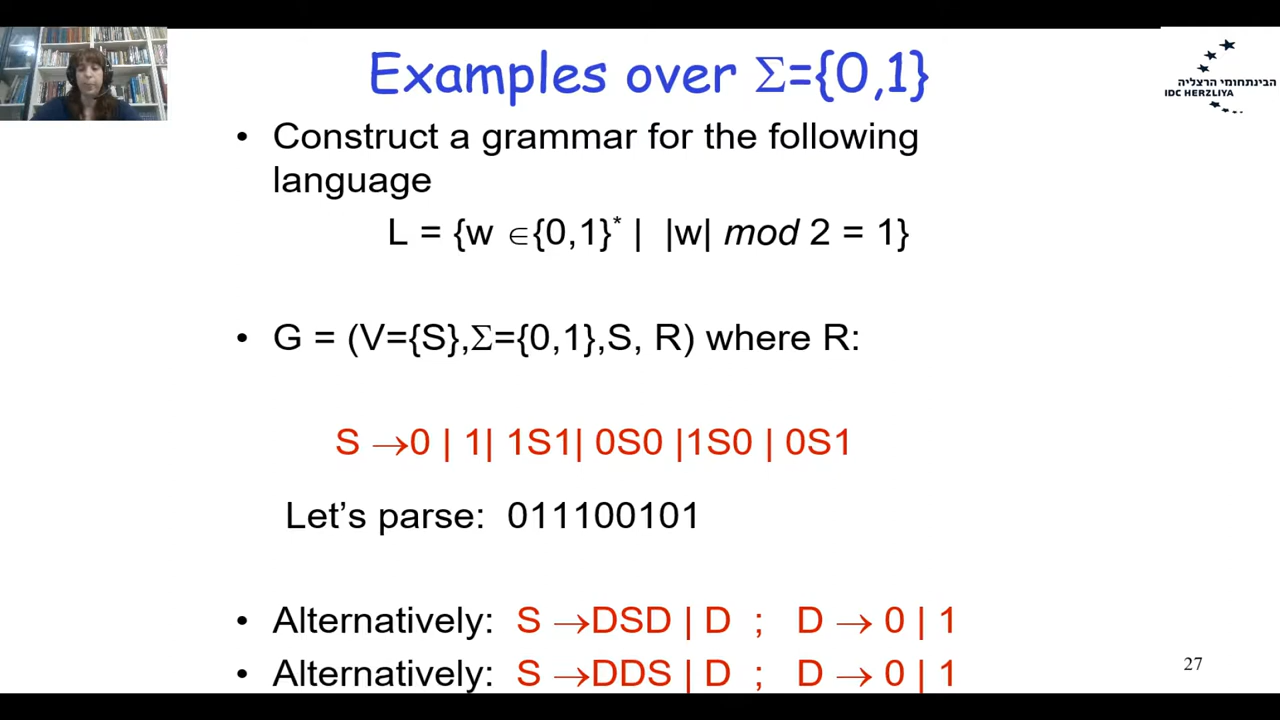 Examples over Σ={0,1}
הבינתחומי הרצליה
IDC HERZLIYA
• Construct a grammar for the following
language
L = {w ∈{0,1}* | |w| mod 2 = 1}
• G = (V={S},Σ={0,1},S, R) where R:
S →0 | 1| 1S1| 0S0 |1S0 | 0S1
Let's parse: 011100101
• Alternatively: S →DSD | D ; D → 0 | 1
• Alternatively: S →DDS | D ; D → 0 | 1
27